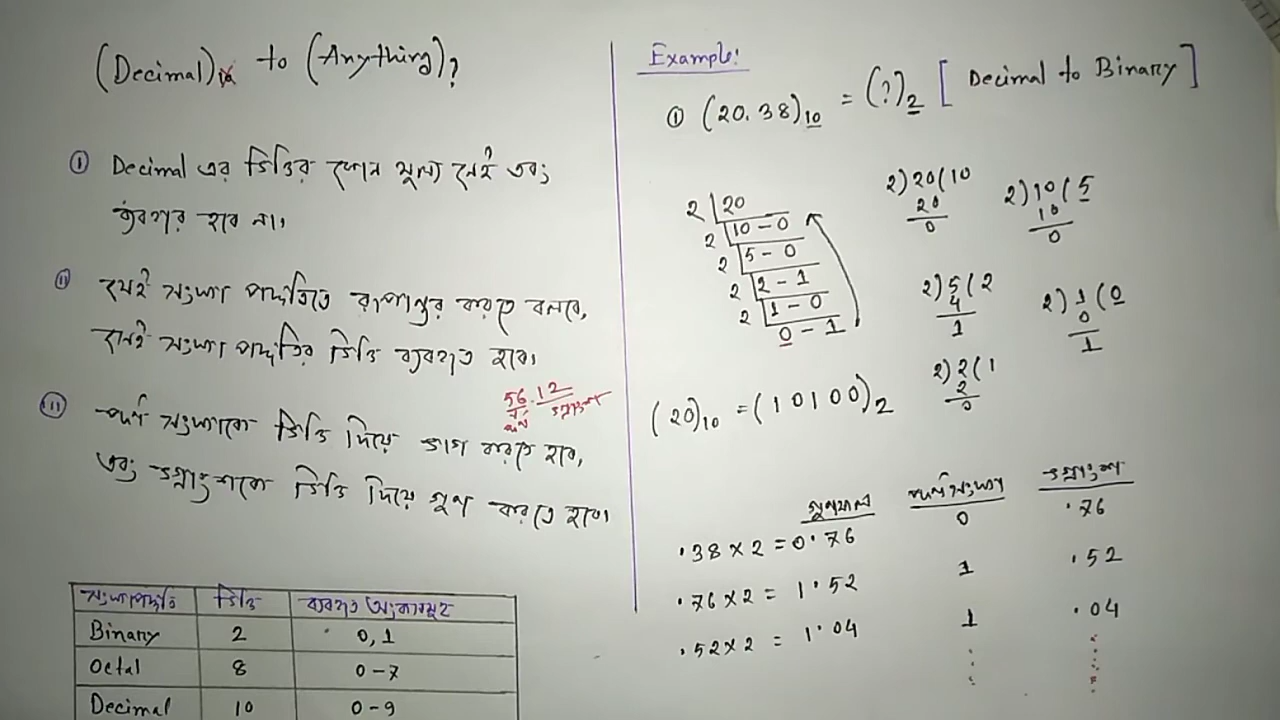 (Decimal)₁₀ to (Anything)?
① Decimal এর ভিত্তির কোন মূল্য নেই এবং
ব্যবহার হবে না।
② যেই সংখ্যা পদ্ধতিতে রূপান্তর করতে বলবে,
সেই সংখ্যা পদ্ধতির ভিত্তি ব্যবহৃত হবে।
56.12
পূর্ণ ভগ্নাংশ
③ পূর্ণ সংখ্যাকে ভিত্তি দিয়ে ভাগ করতে হবে,
এবং ভগ্নাংশকে ভিত্তি দিয়ে গুণ করতে হবে।
সংখ্যাপদ্ধতি ভিত্তি ব্যবহৃত অংকসমূহ
Binary 2 0, 1
Octal 8 0 - 7
Decimal 10 0 - 9
Example:
① (20.38)₁₀ = (?)₂ [Decimal to Binary]
2 20
2 10 - 0
2 5 - 0
2 2 - 1
2 1 - 0
0 - 1
2)20(10
20
0
2)10(5
10
0
2)5(2
4
1
2)1(0
0
1
2)2(1
2
0
(20)₁₀ = (10100)₂
গুণফল পূর্ণ সংখ্যা ভগ্নাংশ
.38 × 2 = 0.76 0 .76
.76 × 2 = 1.52 1 .52
.52 × 2 = 1.04 1 .04